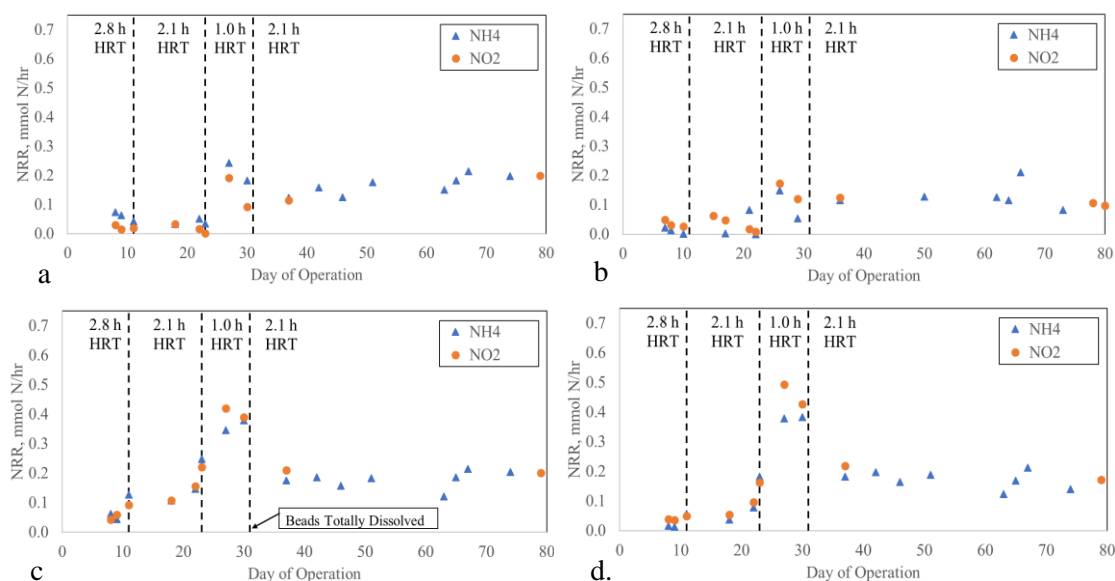 2.8 h 2.1 h 1.0 h 2.1 h
HRT HRT HRT HRT
NH4
NO2
NRR, mmol N/hr
0.7
0.6
0.5
0.4
0.3
0.2
0.1
0.0
0 10 20 30 40 50 60 70 80
Day of Operation
a
2.8 h 2.1 h 1.0 h 2.1 h
HRT HRT HRT HRT
NH4
NO2
NRR, mmol N/hr
0.7
0.6
0.5
0.4
0.3
0.2
0.1
0.0
0 10 20 30 40 50 60 70 80
Day of Operation
b
2.8 h 2.1 h 1.0 h 2.1 h
HRT HRT HRT HRT
NH4
NO2
NRR, mmol N/hr
0.7
0.6
0.5
0.4
0.3
0.2
0.1
0.0
Beads Totally Dissolved
0 10 20 30 40 50 60 70 80
Day of Operation
c
2.8 h 2.1 h 1.0 h 2.1 h
HRT HRT HRT HRT
NH4
NO2
NRR, mmol N/hr
0.7
0.6
0.5
0.4
0.3
0.2
0.1
0.0
0 10 20 30 40 50 60 70 80
Day of Operation
d.